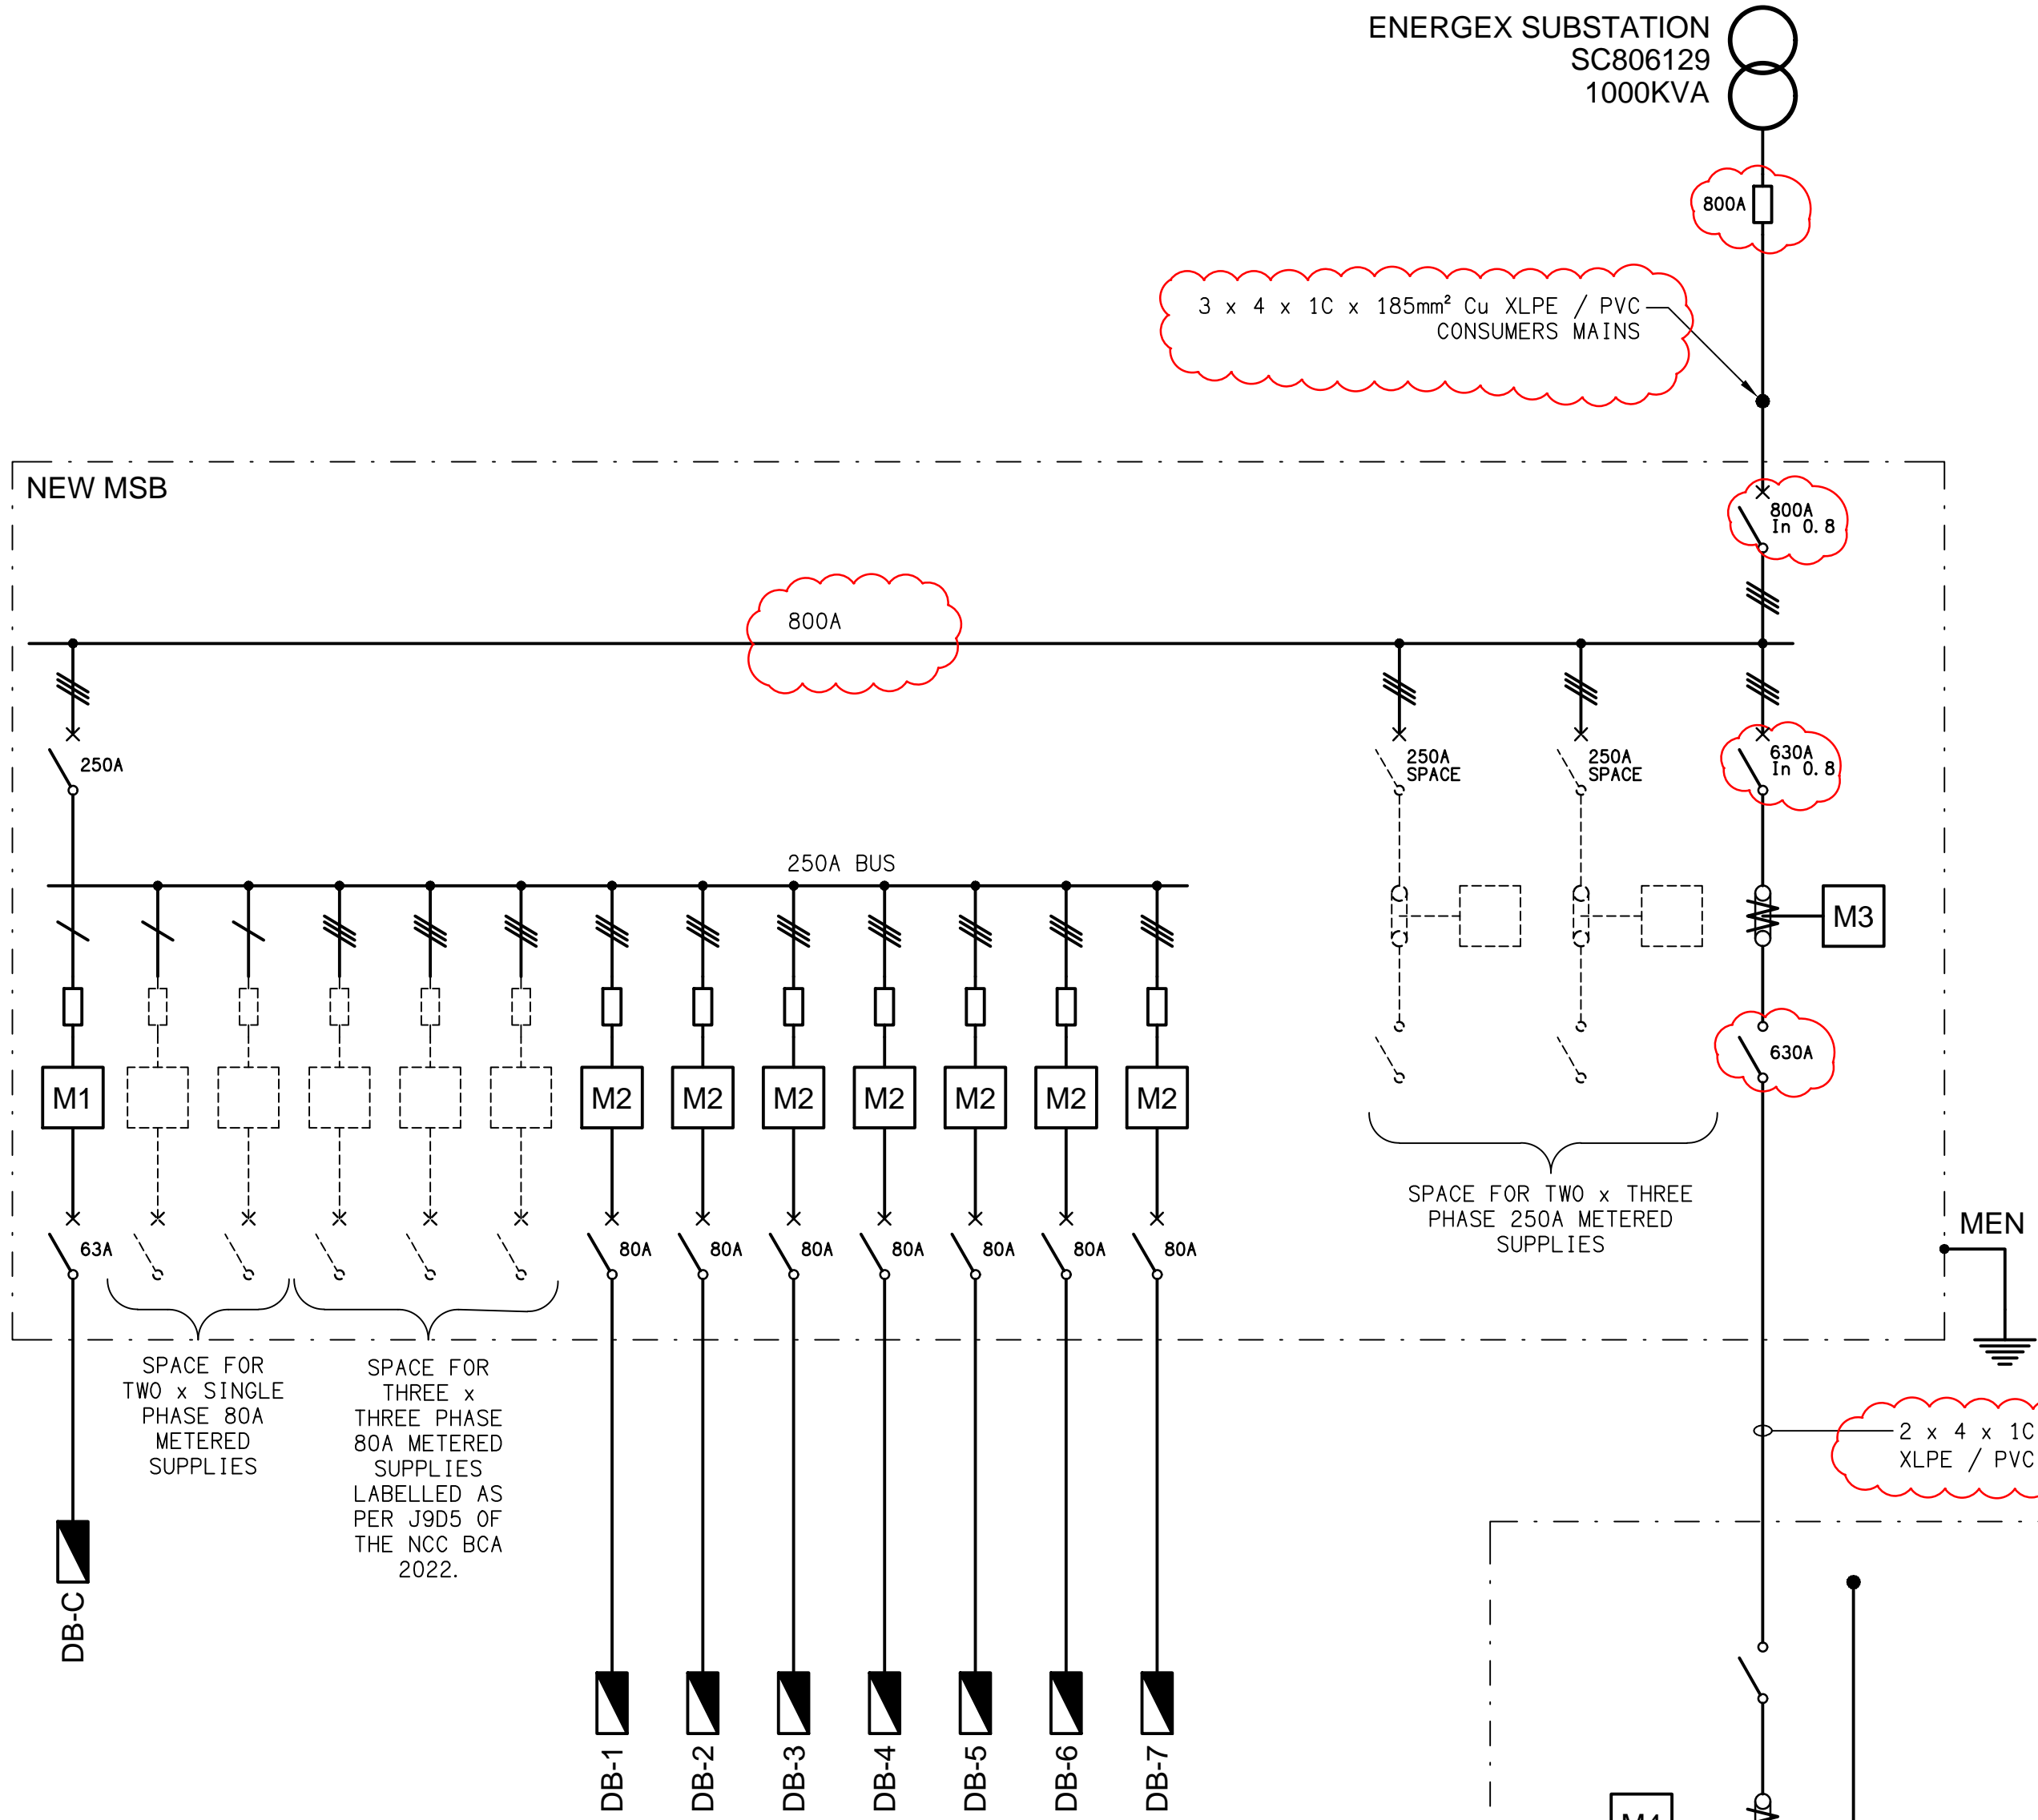 ENERGEX SUBSTATION
SC806129
1000KVA
800A
3 x 4 x 1C x 185mm² Cu XLPE / PVC
CONSUMERS MAINS
NEW MSB
800A
In 0.8
800A
250A
250A
SPACE
250A
SPACE
630A
In 0.8
250A BUS
M3
630A
M1
M2
M2
M2
M2
M2
M2
M2
SPACE FOR TWO x THREE
PHASE 250A METERED
SUPPLIES
MEN
63A
80A
80A
80A
80A
80A
80A
80A
SPACE FOR
TWO x SINGLE
PHASE 80A
METERED
SUPPLIES
SPACE FOR
THREE x
THREE PHASE
80A METERED
SUPPLIES
LABELLED AS
PER J9D5 OF
THE NCC BCA
2022.
2 x 4 x 1C
XLPE / PVC
DB-C
DB-1
DB-2
DB-3
DB-4
DB-5
DB-6
DB-7